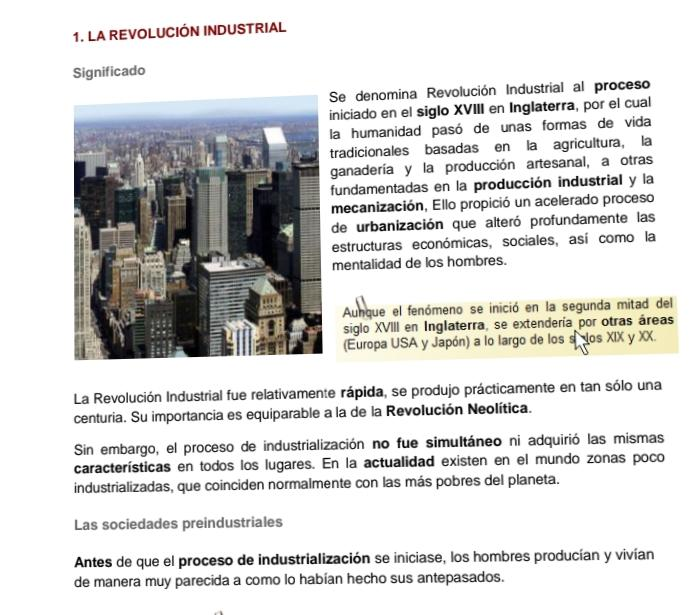 1. LA REVOLUCIÓN INDUSTRIAL
Significado
Se denomina Revolución Industrial al proceso
iniciado en el siglo XVIII en Inglaterra, por el cual
la humanidad pasó de unas formas de vida
tradicionales basadas en la agricultura, la
ganadería y la producción artesanal, a otras
fundamentadas en la producción industrial y la
mecanización, Ello propició un acelerado proceso
de urbanización que alteró profundamente las
estructuras económicas, sociales, así como la
mentalidad de los hombres.
Aunque el fenómeno se inició en la segunda mitad del
siglo XVIII en Inglaterra, se extendería por otras áreas
(Europa USA y Japón) a lo largo de los XIX y XX.
La Revolución Industrial fue relativamente rápida, se produjo prácticamente en tan sólo una
centuria. Su importancia es equiparable a la de la Revolución Neolítica.
Sin embargo, el proceso de industrialización no fue simultáneo ni adquirió las mismas
características en todos los lugares. En la actualidad existen en el mundo zonas poco
industrializadas, que coinciden normalmente con las más pobres del planeta.
Las sociedades preindustriales
Antes de que el proceso de industrialización se iniciase, los hombres producían y vivían
de manera muy parecida a como lo habían hecho sus antepasados.